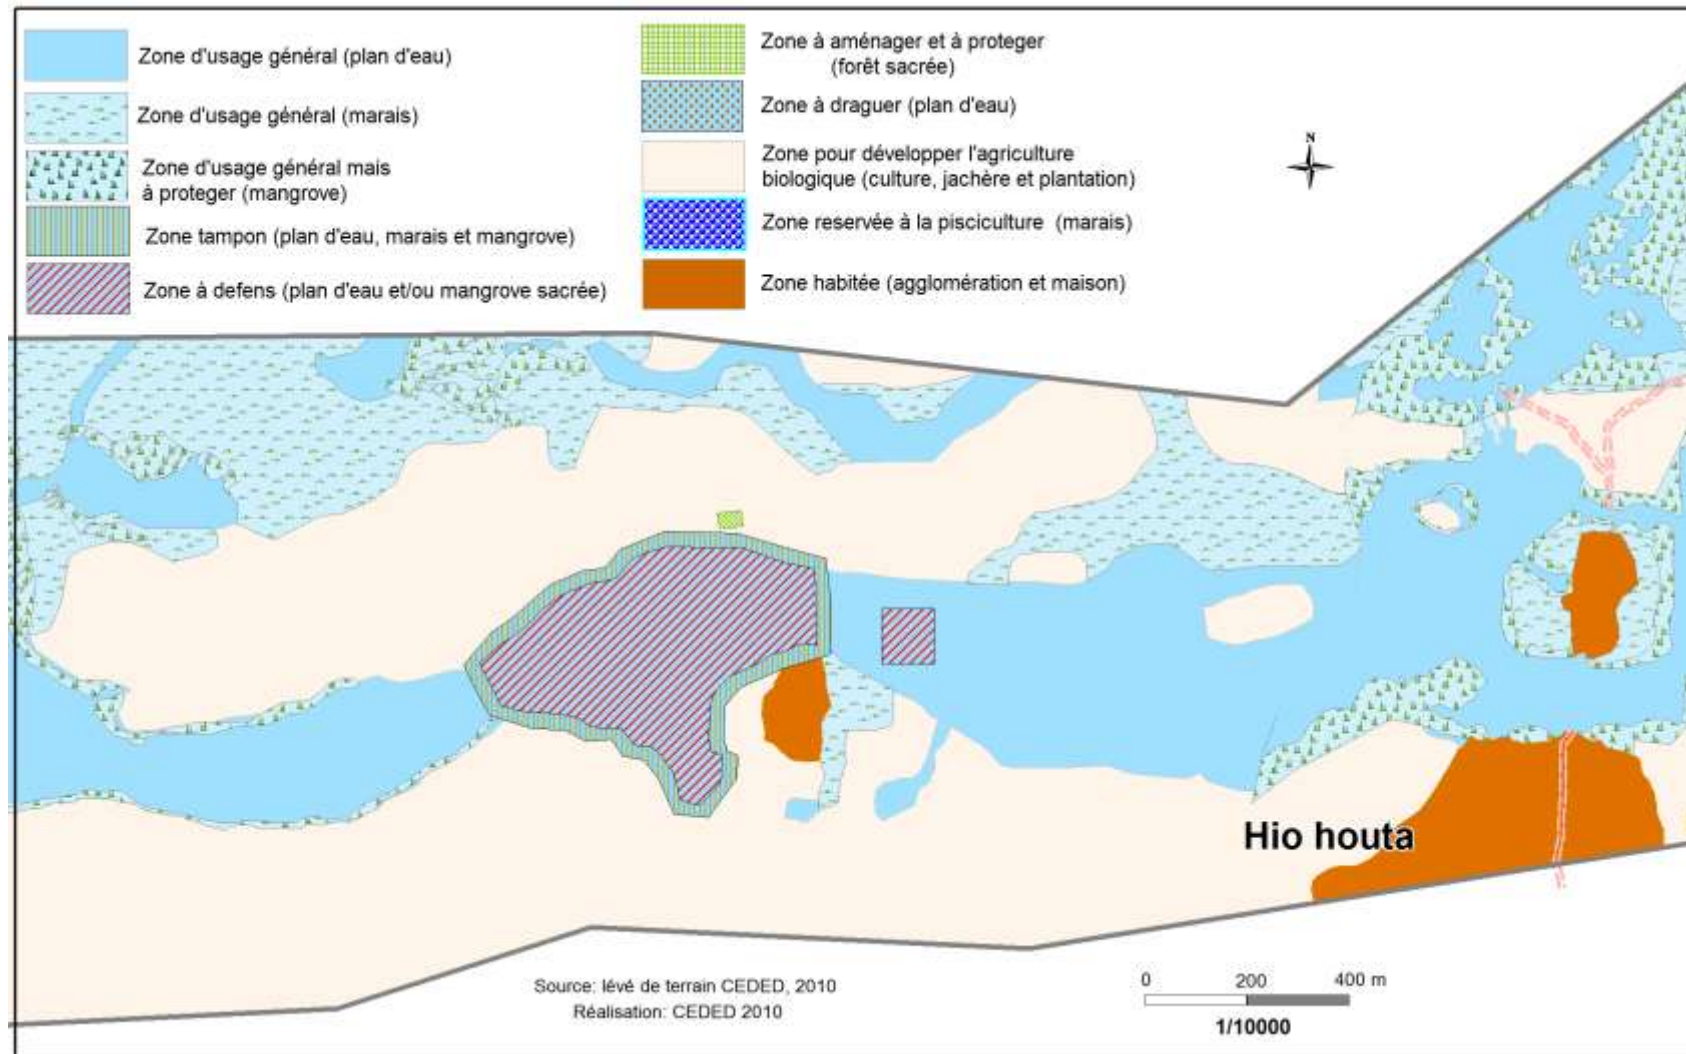 Zone d'usage général (plan d'eau)
Zone d'usage général (marais)
Zone d'usage général mais
à proteger (mangrove)
Zone tampon (plan d'eau, marais et mangrove)
Zone à defens (plan d'eau et/ou mangrove sacrée)
Zone à aménager et à proteger
(forêt sacrée)
Zone à draguer (plan d'eau)
Zone pour développer l'agriculture
biologique (culture, jachère et plantation)
Zone reservée à la pisciculture (marais)
Zone habitée (agglomération et maison)
N
Hio houta
Source: lévé de terrain CEDED, 2010
Réalisation: CEDED 2010
0 200 400 m
1/10000